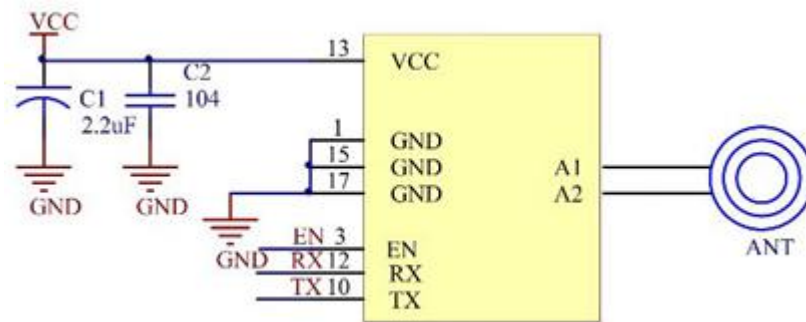 VCC
C1
2.2uF
GND
C2
104
GND
13 VCC
1 GND
15 GND
17 GND
GND
EN 3 EN
RX 12 RX
TX 10 TX
A1
A2
ANT